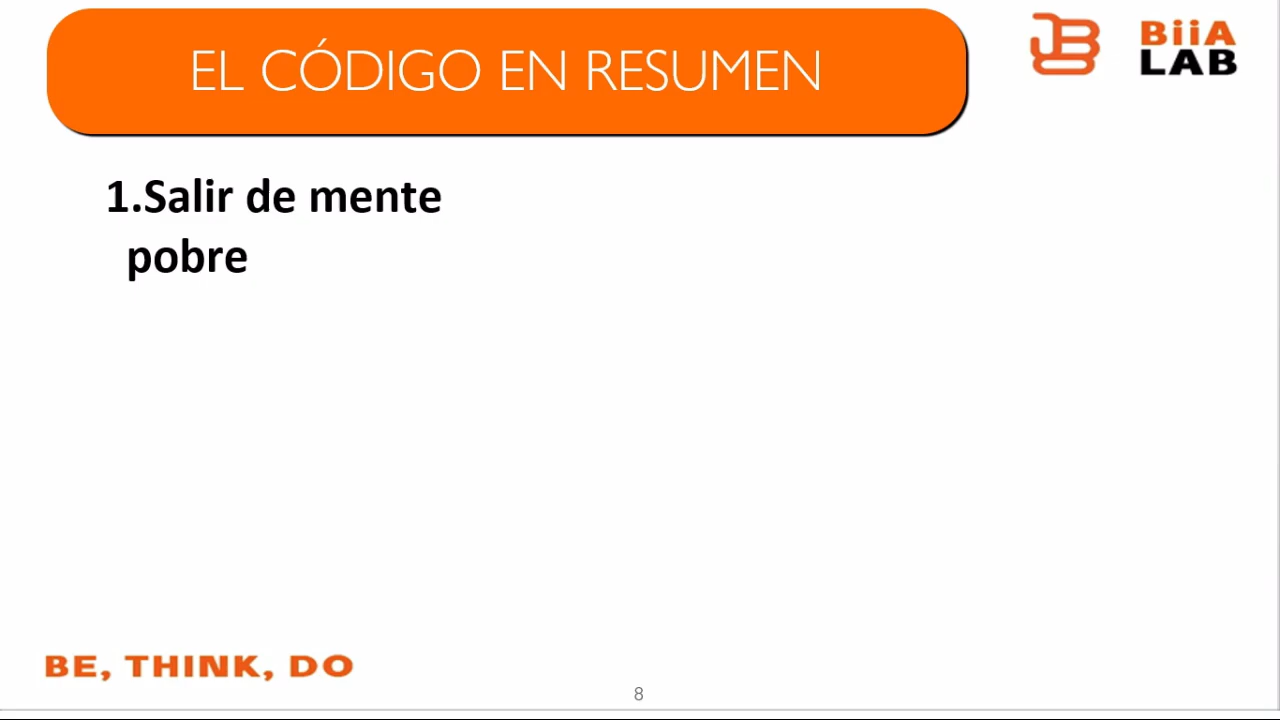 EL CÓDIGO EN RESUMEN
BiiA
LAB
1.Salir de mente
pobre
BE, THINK, DO
8